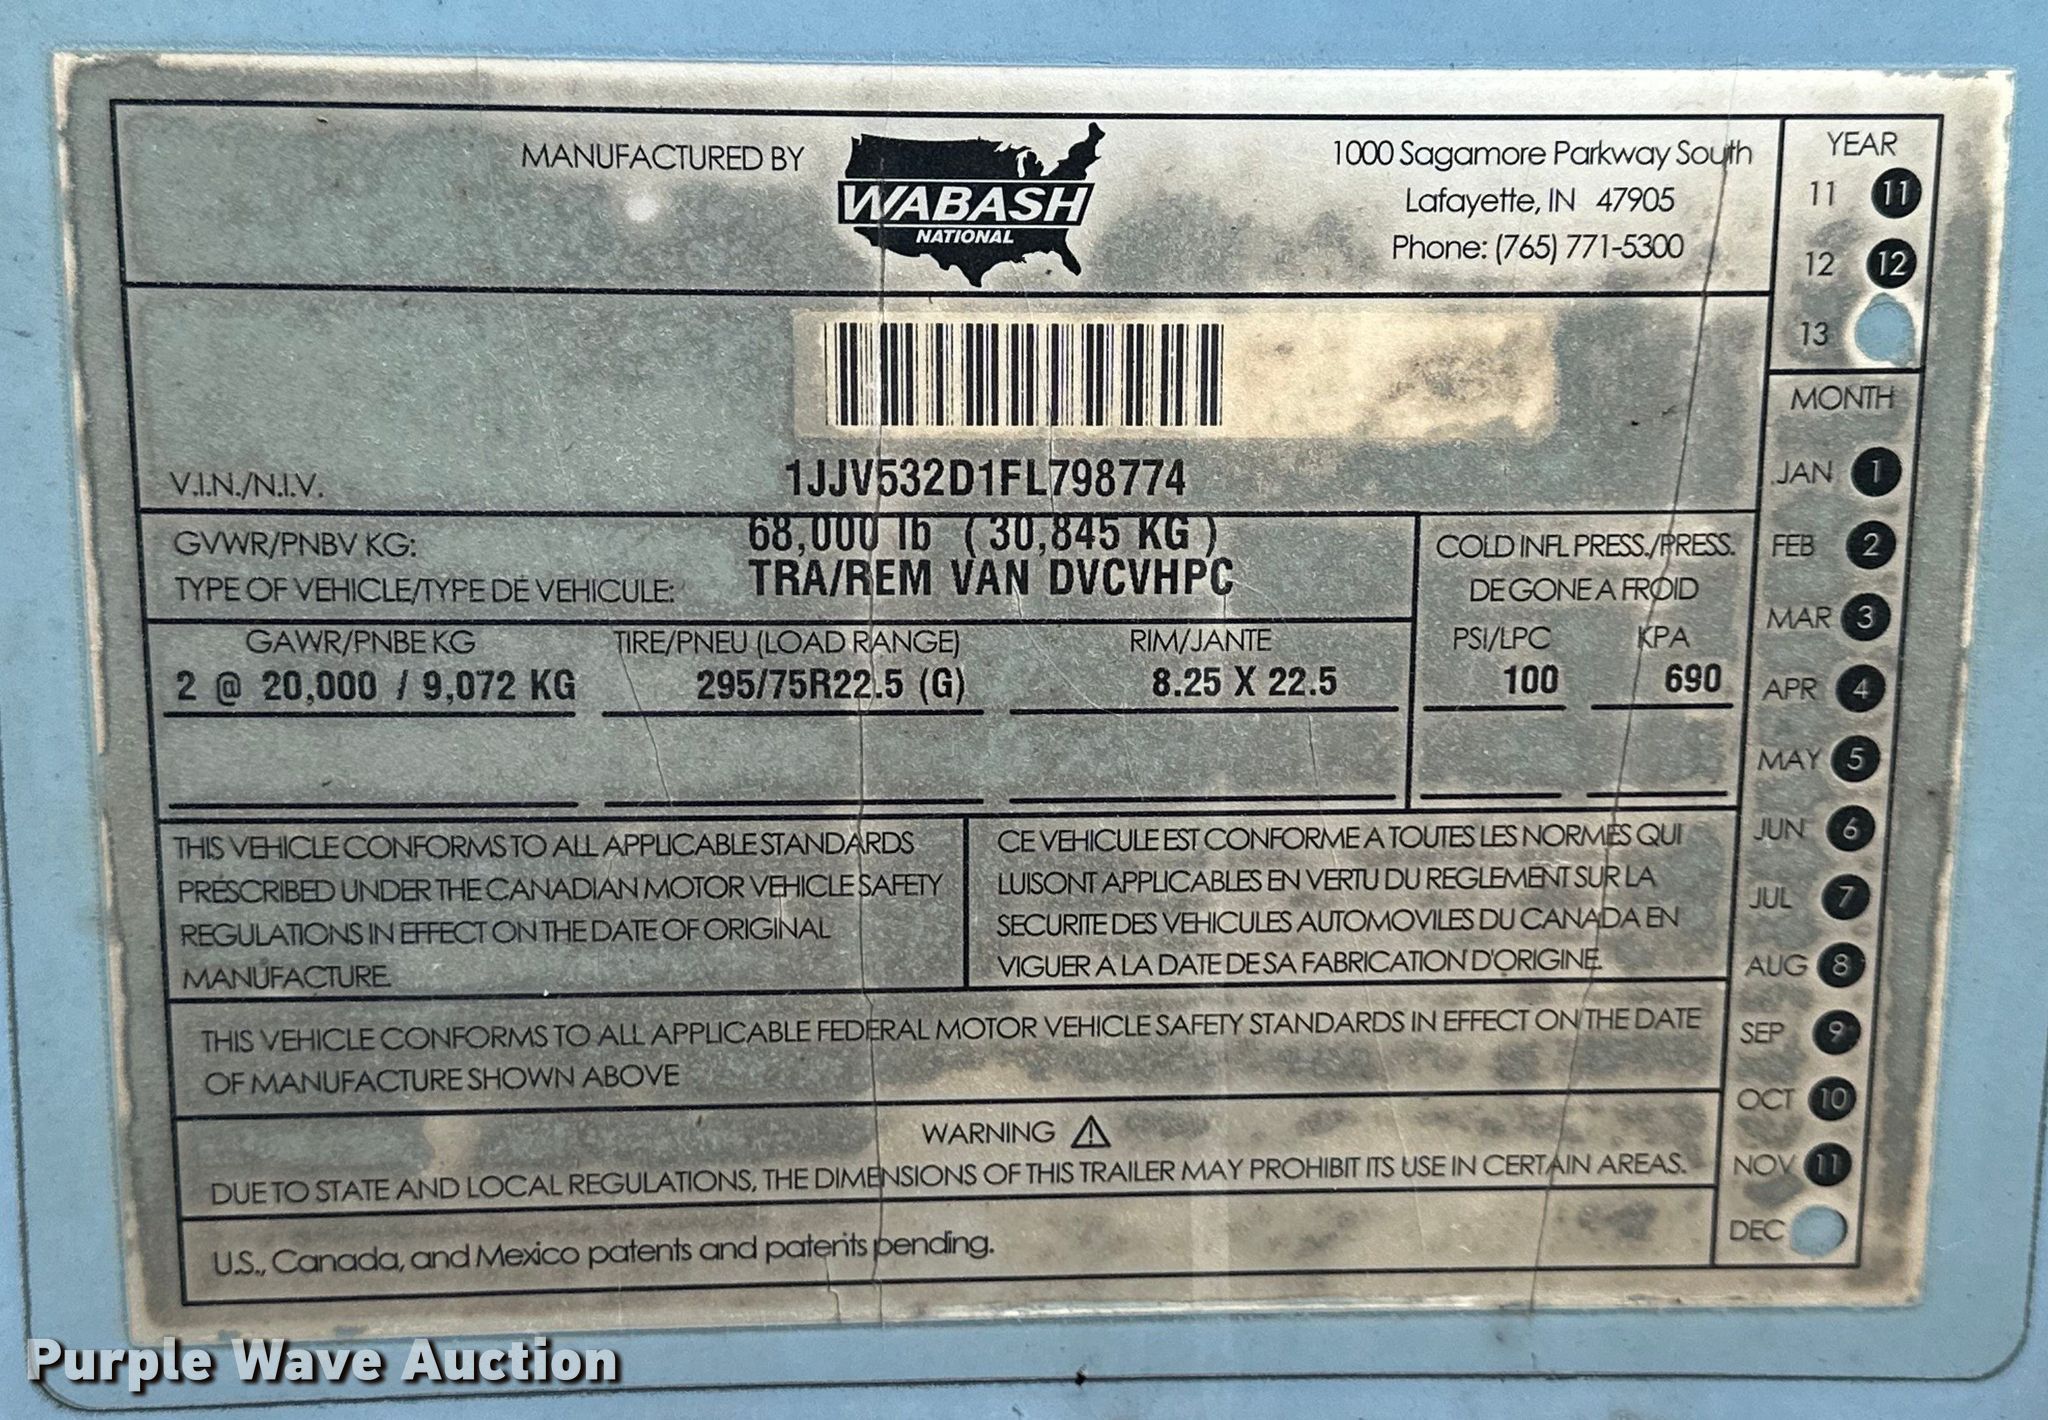 MANUFACTURED BY
WABASH
NATIONAL
1000 Sagamore Parkway South
Lafayette, IN 47905
Phone: (765) 771-5300
YEAR
11 11
12 12
13
V.I.N./N.I.V.
1JJV532D1FL798774
GVWR/PNBV KG:
68,000 lb ( 30,845 KG )
TYPE OF VEHICLE/TYPE DE VEHICULE:
TRA/REM VAN DVCVHPC
COLD INFL PRESS./PRESS.
DE GONE A FROID
GAWR/PNBE KG
TIRE/PNEU (LOAD RANGE)
RIM/JANTE
PSI/LPC
KPA
2 @ 20,000 / 9,072 KG
295/75R22.5 (G)
8.25 X 22.5
100
690
MONTH
JAN 1
FEB 2
MAR 3
APR 4
MAY 5
JUN 6
JUL 7
AUG 8
SEP 9
OCT 10
NOV 11
DEC
THIS VEHICLE CONFORMS TO ALL APPLICABLE STANDARDS
PRESCRIBED UNDER THE CANADIAN MOTOR VEHICLE SAFETY
REGULATIONS IN EFFECT ON THE DATE OF ORIGINAL
MANUFACTURE.
CE VEHICULE EST CONFORME A TOUTES LES NORMES QUI
LUISONT APPLICABLES EN VERTU DU REGLEMENT SUR LA
SECURITE DES VEHICULES AUTOMOVILES DU CANADA EN
VIGUER A LA DATE DE SA FABRICATION D'ORIGINE.
THIS VEHICLE CONFORMS TO ALL APPLICABLE FEDERAL MOTOR VEHICLE SAFETY STANDARDS IN EFFECT ON THE DATE
OF MANUFACTURE SHOWN ABOVE
WARNING
DUE TO STATE AND LOCAL REGULATIONS, THE DIMENSIONS OF THIS TRAILER MAY PROHIBIT ITS USE IN CERTAIN AREAS.
U.S., Canada, and Mexico patents and patents pending.
Purple Wave Auction